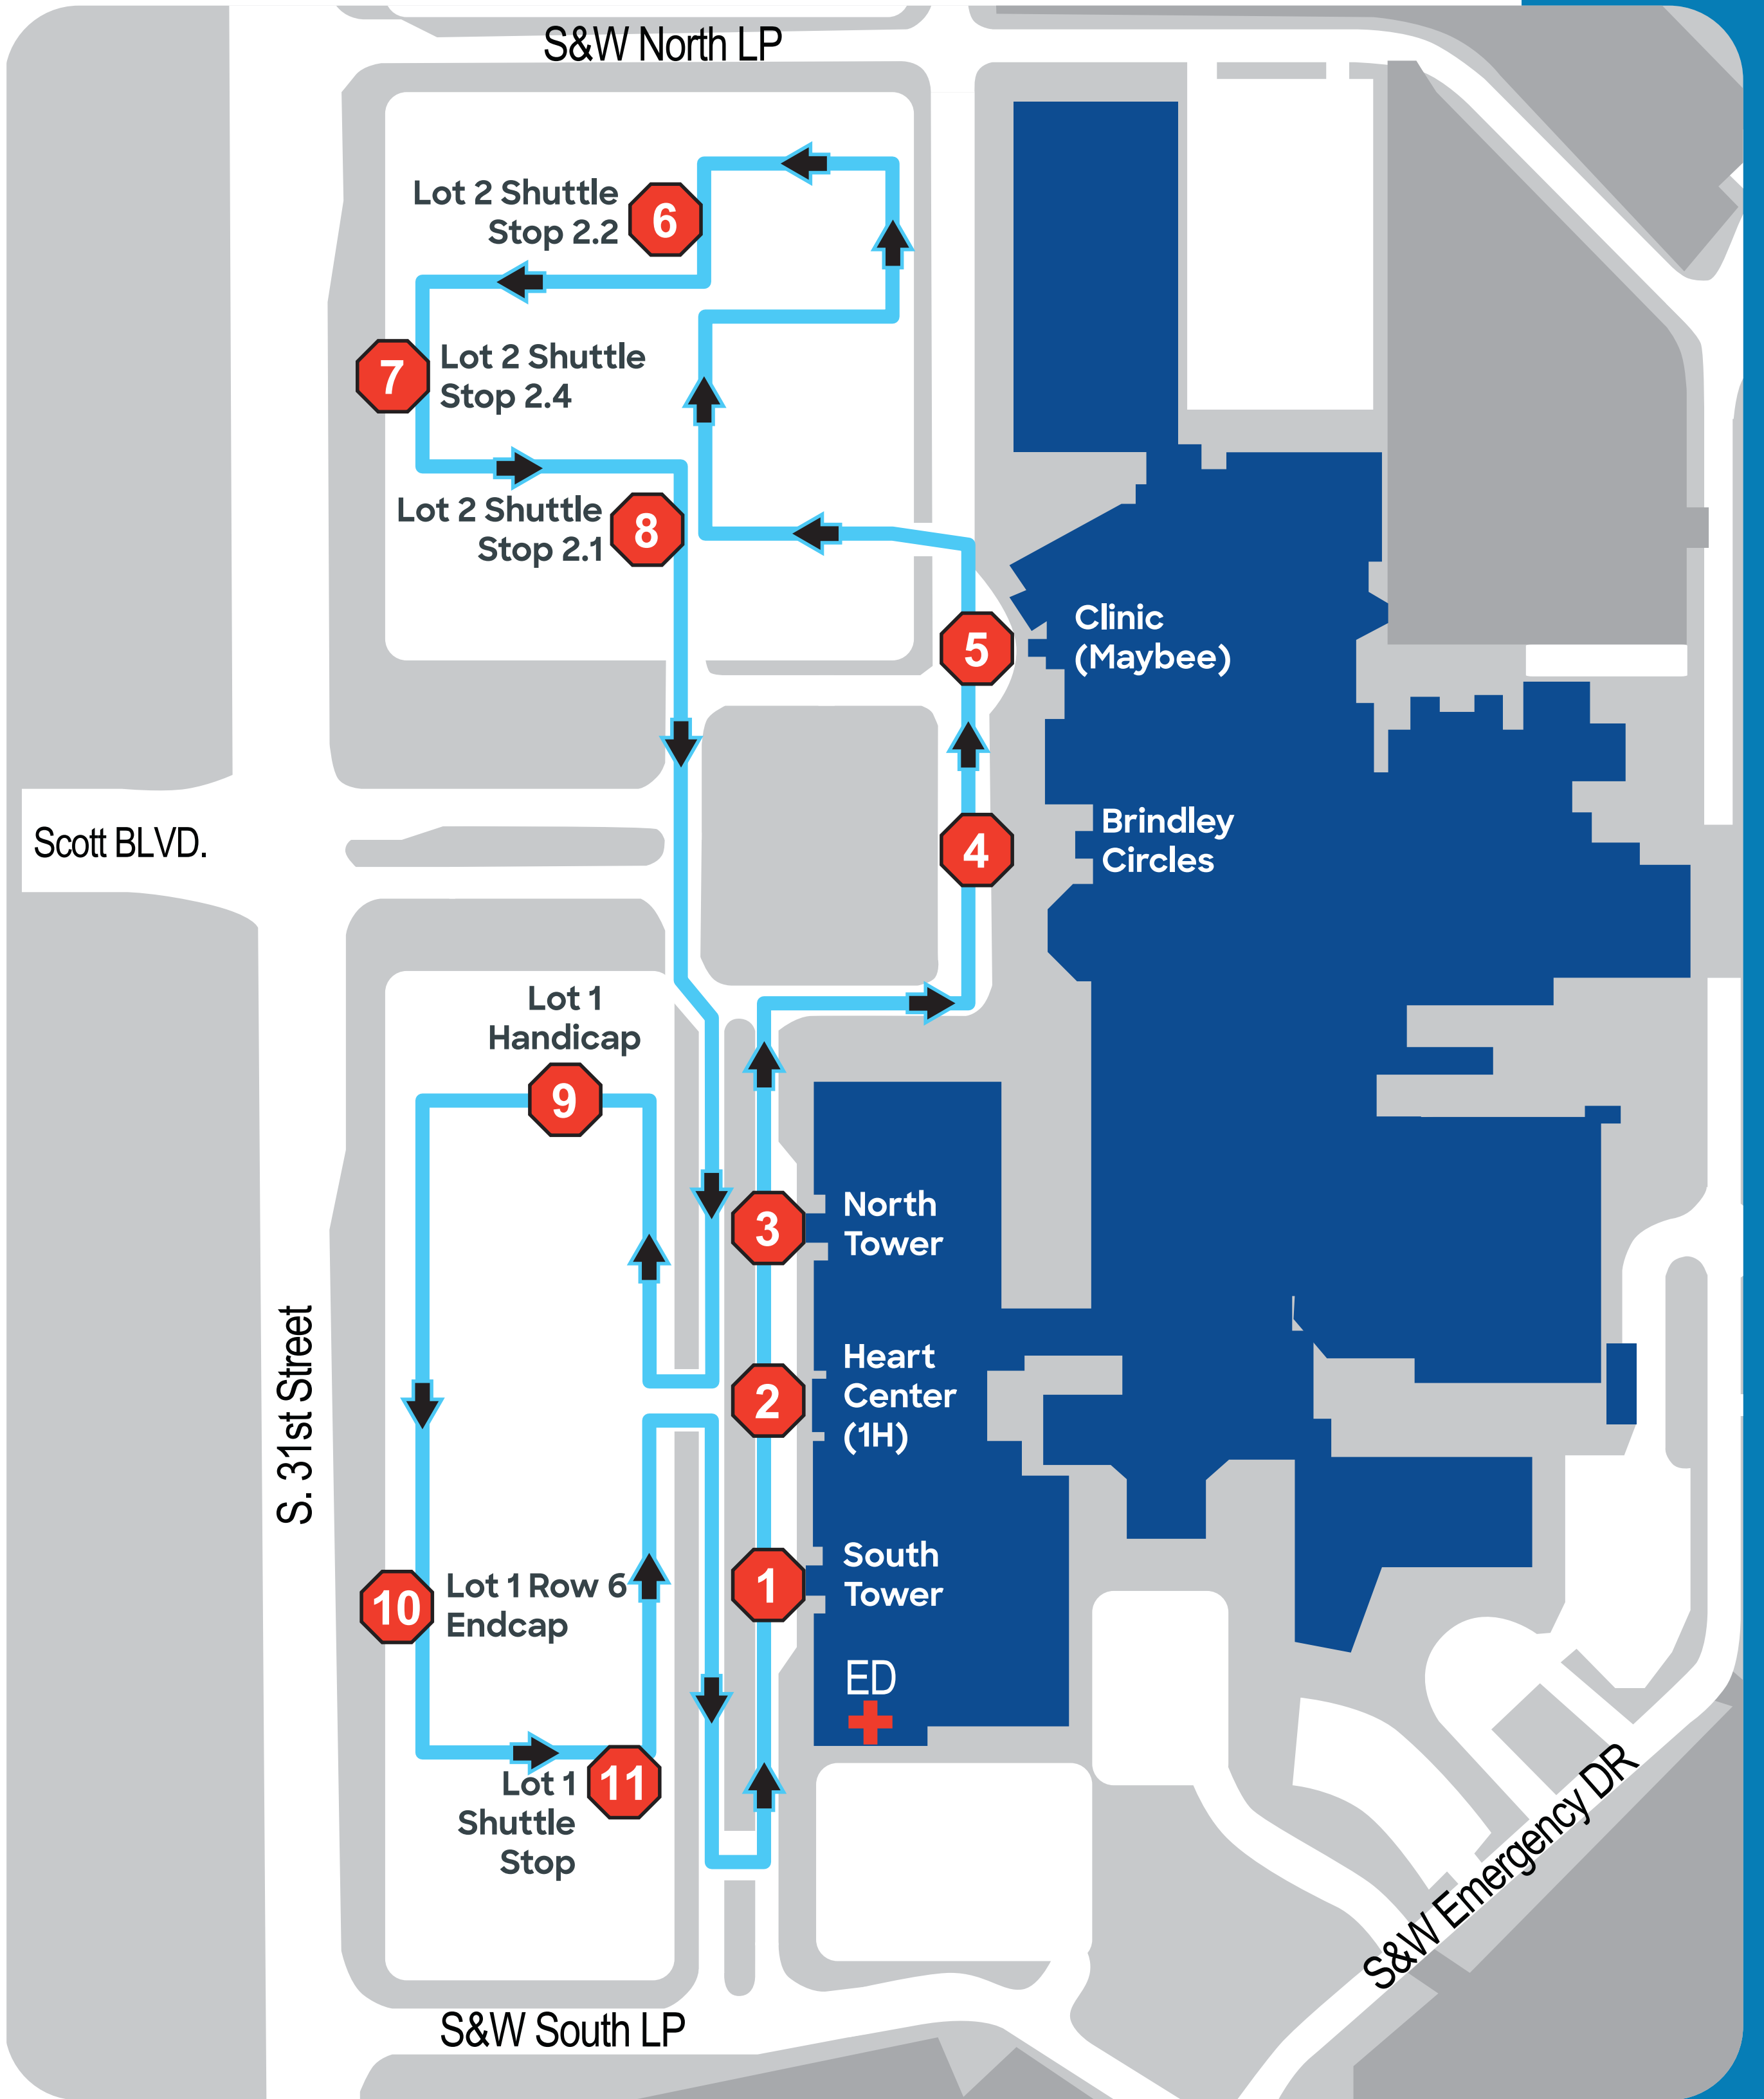 S&W North LP
Lot 2 Shuttle
Stop 2.2
6
7
Lot 2 Shuttle
Stop 2.4
Lot 2 Shuttle
Stop 2.1
8
5
Clinic
(Maybee)
Scott BLVD.
4
Brindley
Circles
Lot 1
Handicap
9
3
North
Tower
S. 31st Street
2
Heart
Center
(1H)
10
Lot 1 Row 6
Endcap
1
South
Tower
ED
11
Lot 1
Shuttle
Stop
S&W Emergency DR
S&W South LP